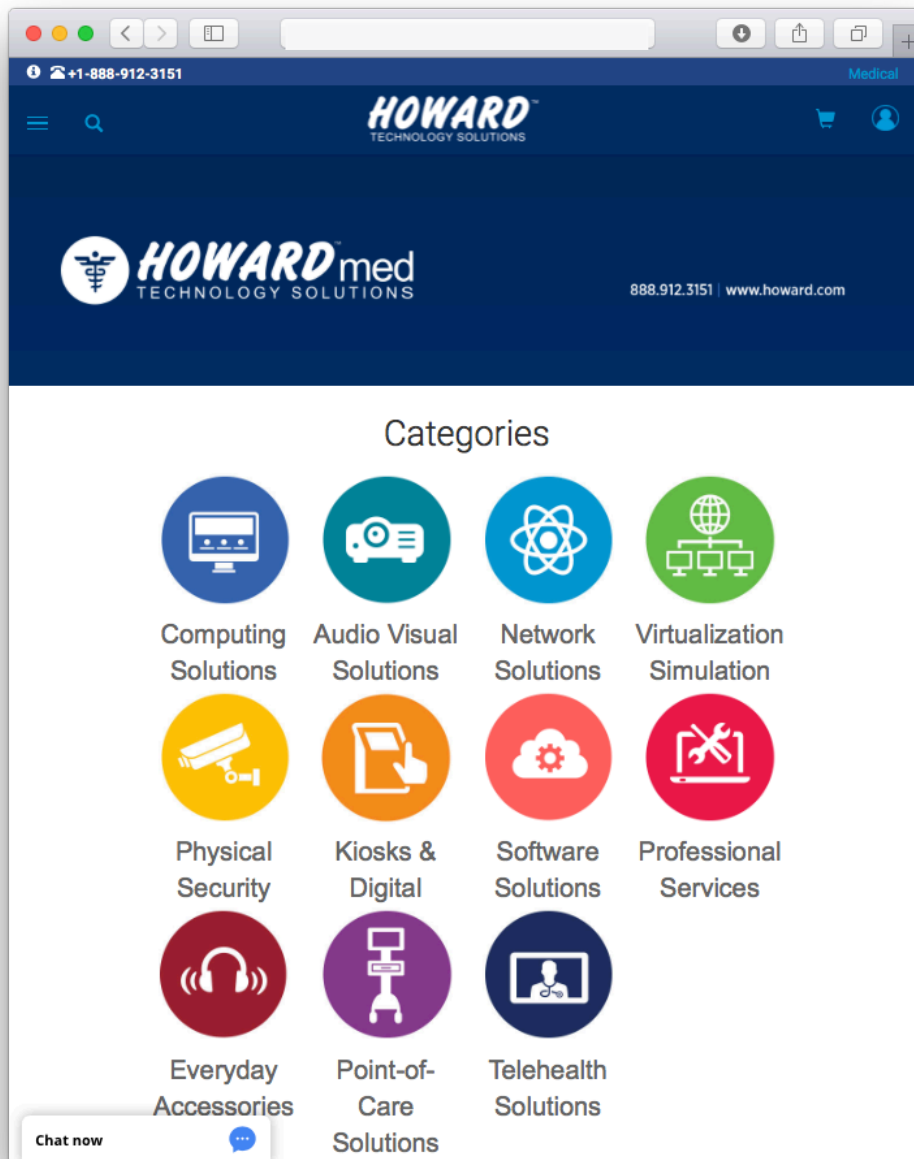 +1-888-912-3151
Medical
HOWARD™
TECHNOLOGY SOLUTIONS
HOWARD™ med
TECHNOLOGY SOLUTIONS
888.912.3151 | www.howard.com
Categories
Computing Solutions
Audio Visual Solutions
Network Solutions
Virtualization Simulation
Physical Security
Kiosks & Digital
Software Solutions
Professional Services
Everyday Accessories
Point-of-Care Solutions
Telehealth Solutions
Chat now